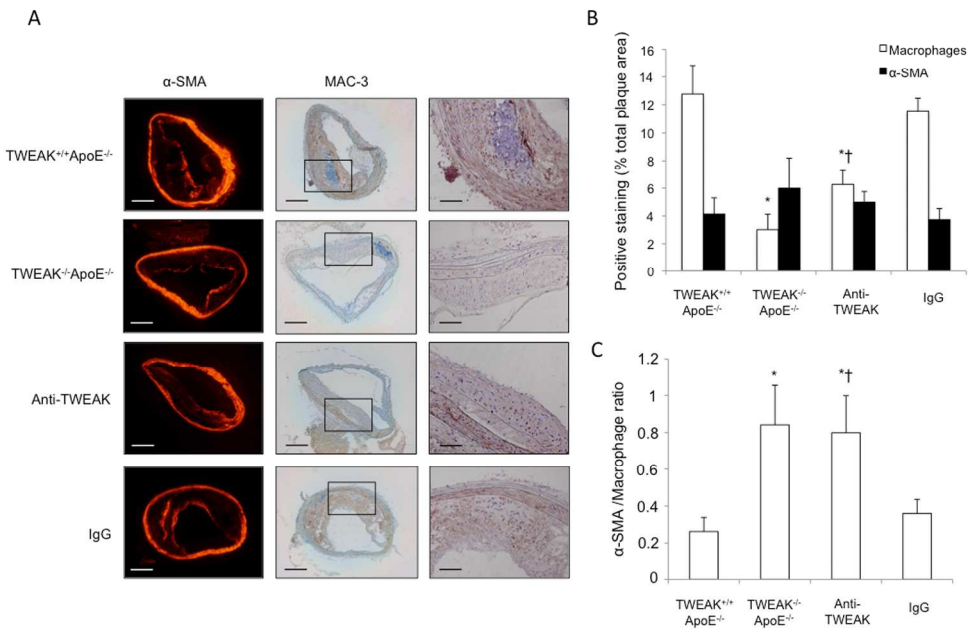 A
α-SMA MAC-3
TWEAK+/+ApoE-/-
TWEAK-/-ApoE-/-
Anti-TWEAK
IgG
B
Positive staining (% total plaque area)
16
14
12
10
8
6
4
2
0
Macrophages
α-SMA
*
*†
TWEAK+/+ TWEAK-/- Anti- IgG
ApoE-/- ApoE-/- TWEAK
C
α-SMA /Macrophage ratio
1.2
1
0.8
0.6
0.4
0.2
0
*
*†
TWEAK+/+ TWEAK-/- Anti- IgG
ApoE-/- ApoE-/- TWEAK